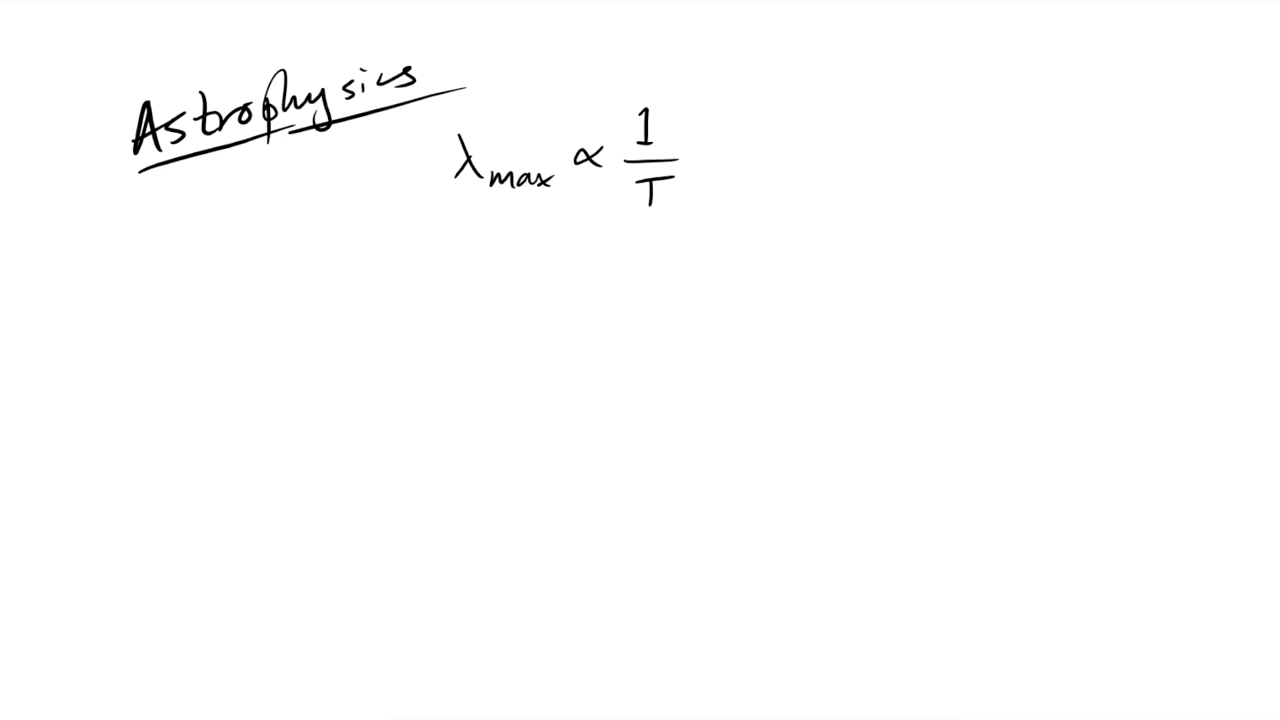 Astrophysics
λmax ∝ 1/T